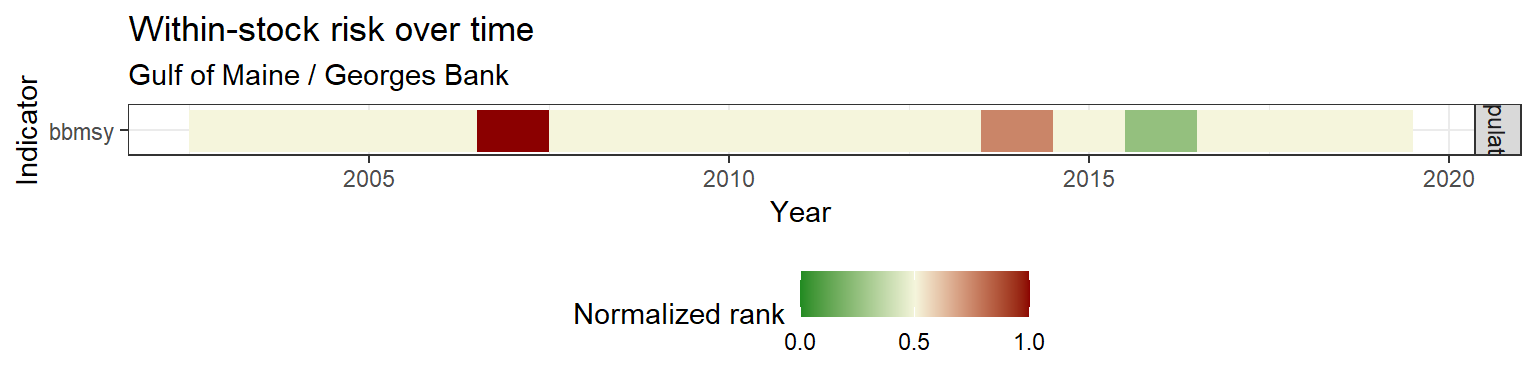 Within-stock risk over time
Gulf of Maine / Georges Bank
Indicator
bbmsy
pulat
2005 2010 2015 2020
Year
Normalized rank
0.0 0.5 1.0